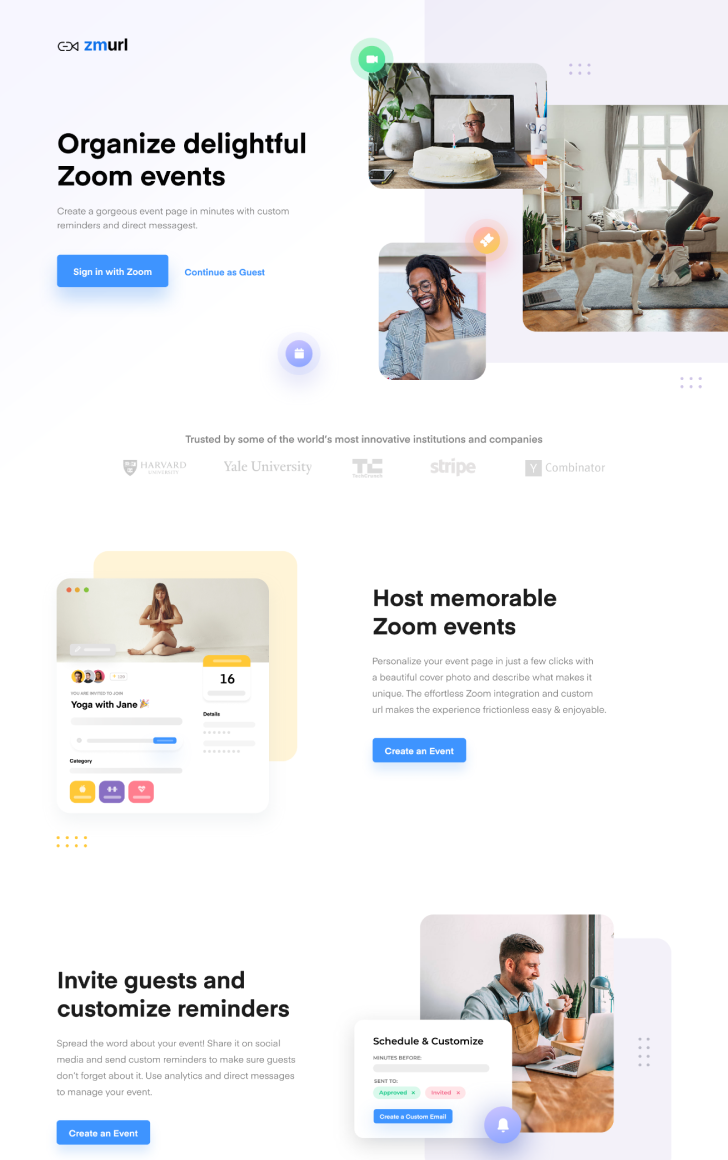 zmurl
Organize delightful
Zoom events
Create a gorgeous event page in minutes with custom
reminders and direct messagest.
Sign in with Zoom
Continue as Guest
Trusted by some of the world's most innovative institutions and companies
HARVARD
UNIVERSITY
Yale University
TC
TechCrunch
stripe
Y Combinator
16
YOU ARE INVITED TO JOIN
Yoga with Jane
Details
Category
Host memorable
Zoom events
Personalize your event page in just a few clicks with
a beautiful cover photo and describe what makes it
unique. The effortless Zoom integration and custom
url makes the experience frictionless easy & enjoyable.
Create an Event
Invite guests and
customize reminders
Spread the word about your event! Share it on social
media and send custom reminders to make sure guests
don't forget about it. Use analytics and direct messages
to manage your event.
Create an Event
Schedule & Customize
MINUTES BEFORE:
SENT TO:
Approved ×
Invited ×
Create a Custom Email